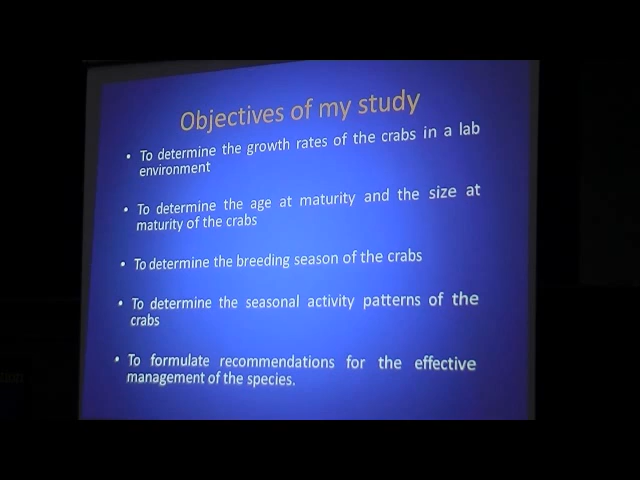 Objectives of my study
• To determine the growth rates of the crabs in a lab
environment
• To determine the age at maturity and the size at
maturity of the crabs
• To determine the breeding season of the crabs
• To determine the seasonal activity patterns of the
crabs
• To formulate recommendations for the effective
management of the species.